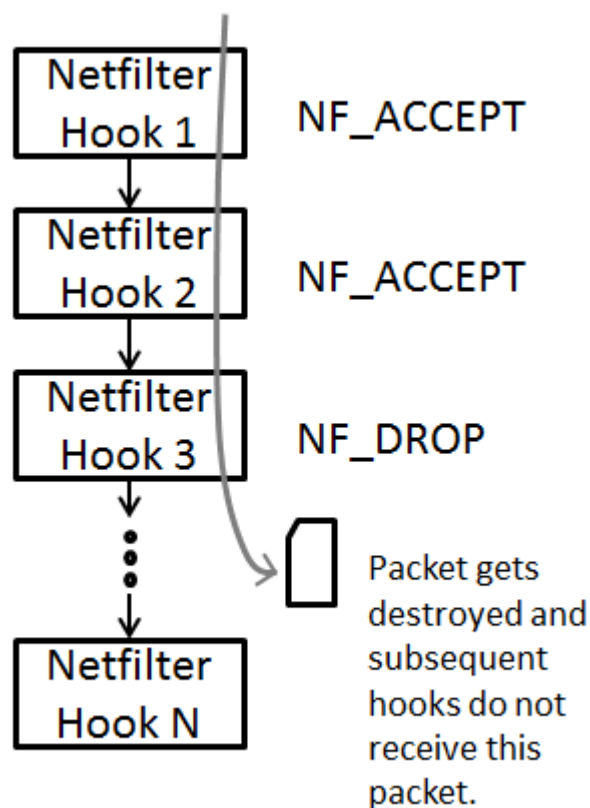 Netfilter
Hook 1
NF_ACCEPT
Netfilter
Hook 2
NF_ACCEPT
Netfilter
Hook 3
NF_DROP
Packet gets
destroyed and
subsequent
hooks do not
receive this
packet.
Netfilter
Hook N